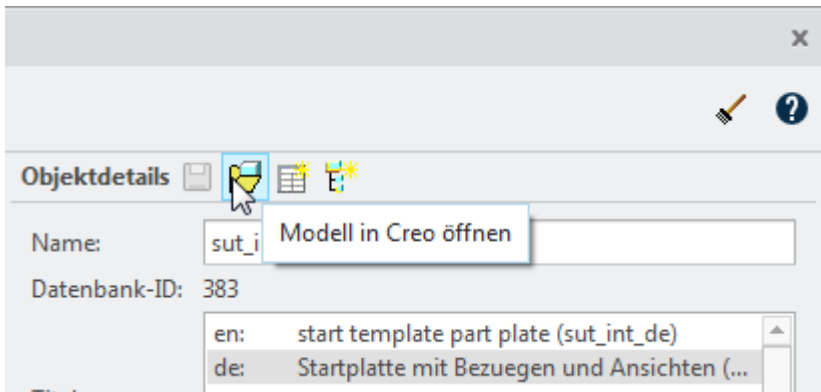 Objektdetails
Modell in Creo öffnen
Name: sut_i
Datenbank-ID: 383
en: start template part plate (sut_int_de)
de: Startplatte mit Bezuegen und Ansichten (...